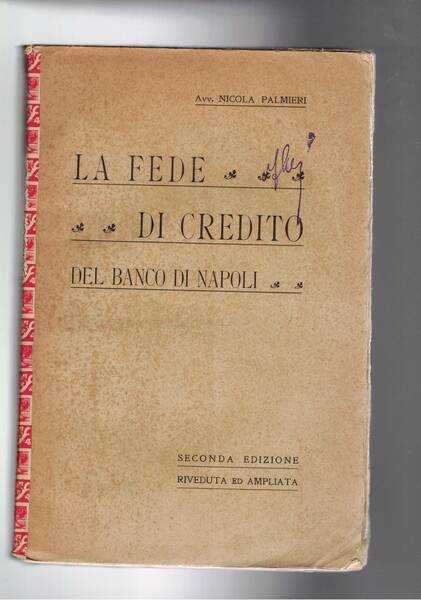 Avv. NICOLA PALMIERI
LA FEDE
DI CREDITO
DEL BANCO DI NAPOLI
SECONDA EDIZIONE
RIVEDUTA ED AMPLIATA